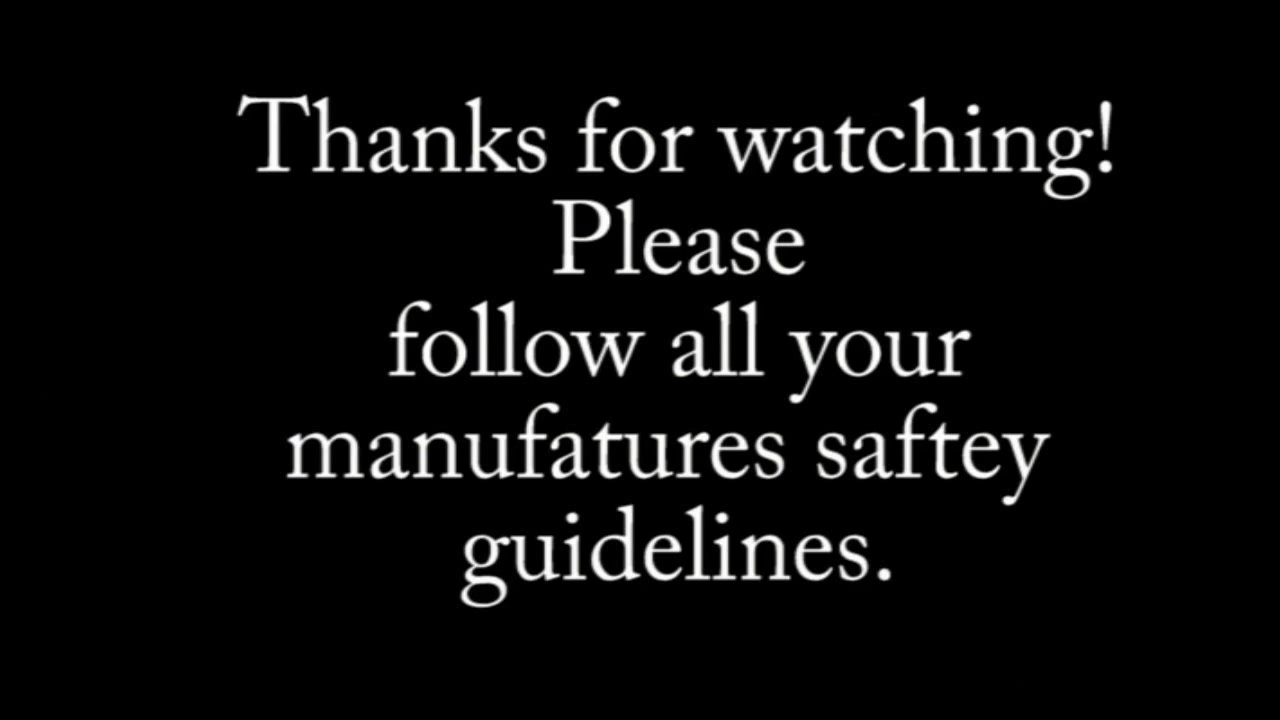 Thanks for watching!
Please
follow all your
manufatures saftey
guidelines.